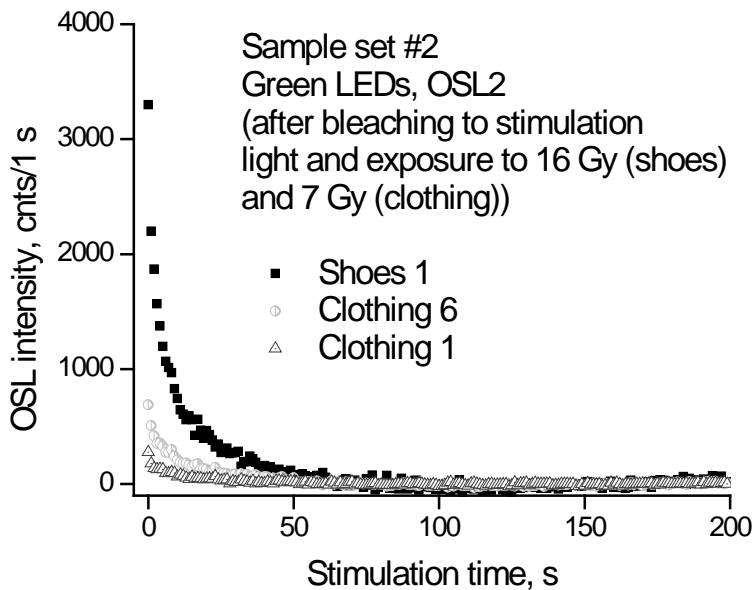 4000
3000
2000
1000
0
OSL intensity, cnts/1 s
Sample set #2
Green LEDs, OSL2
(after bleaching to stimulation
light and exposure to 16 Gy (shoes)
and 7 Gy (clothing))
Shoes 1
Clothing 6
Clothing 1
0
50
100
150
200
Stimulation time, s